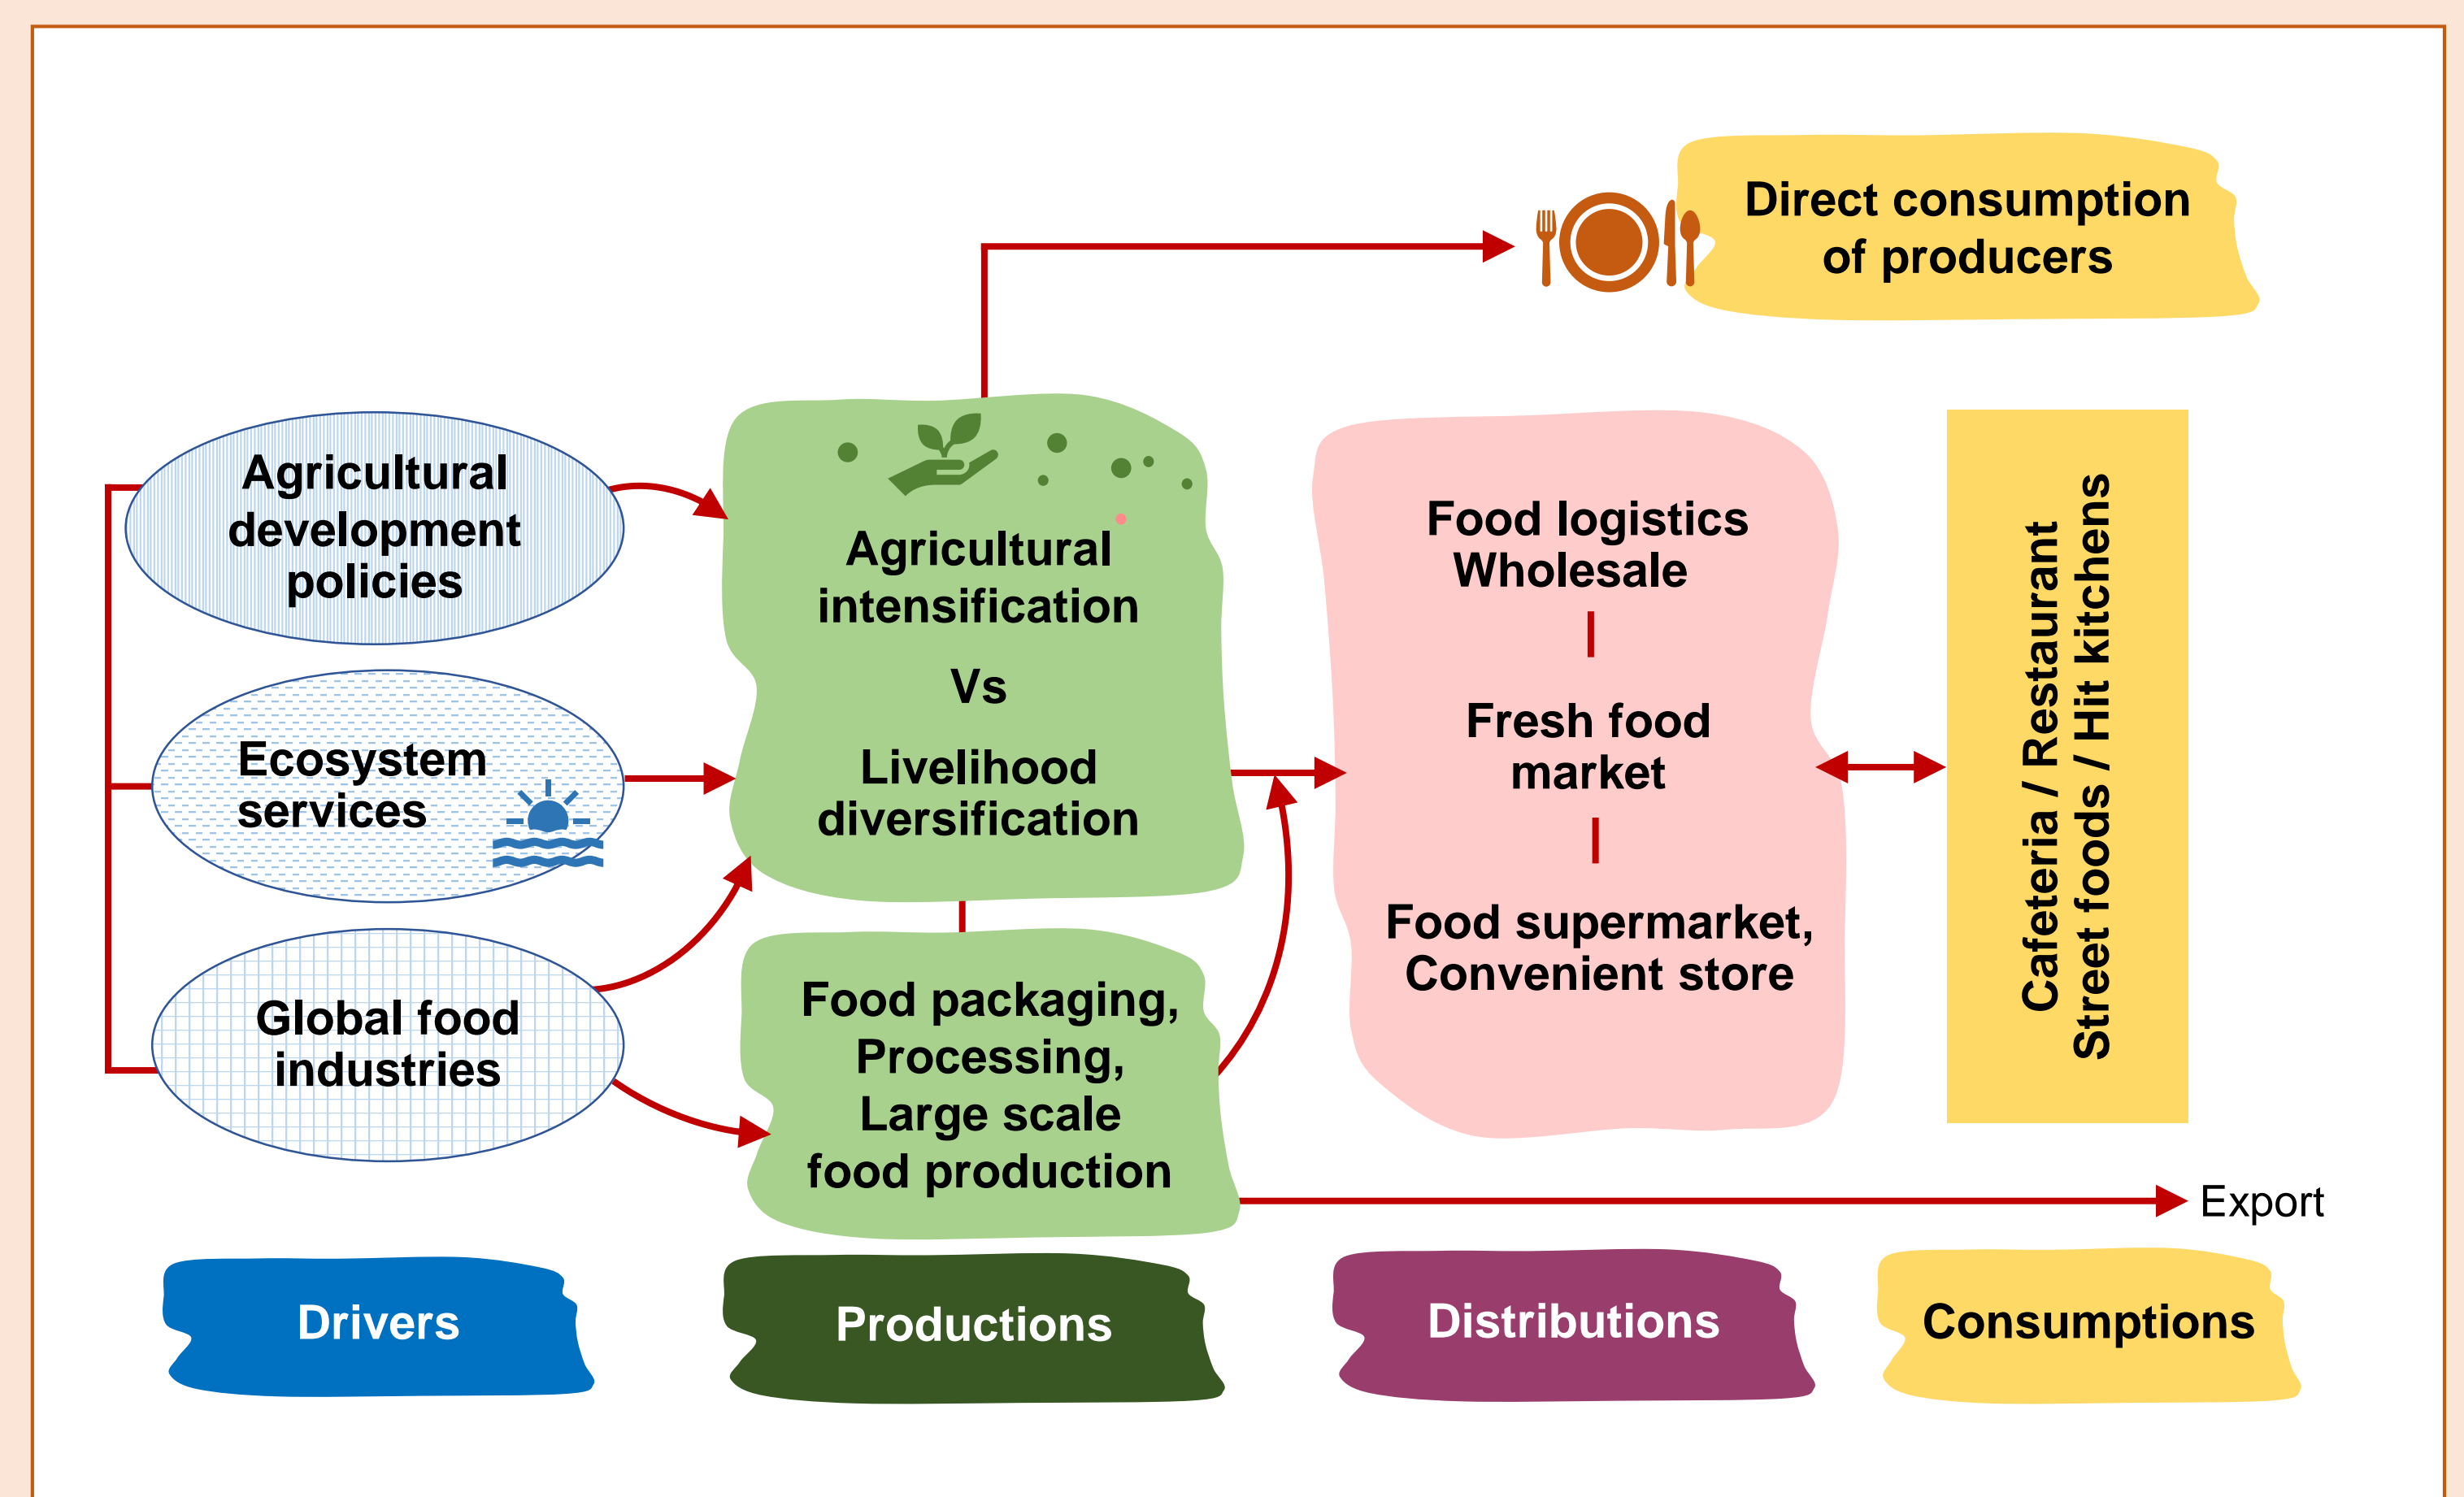 Direct consumption
of producers
Agricultural
development
policies
Ecosystem
services
Global food
industries
Agricultural
intensification
Vs
Livelihood
diversification
Food packaging,
Processing,
Large scale
food production
Food logistics
Wholesale
Fresh food
market
Food supermarket,
Convenient store
Cafeteria / Restaurant
Street foods / Hit kitchens
Export
Drivers
Productions
Distributions
Consumptions